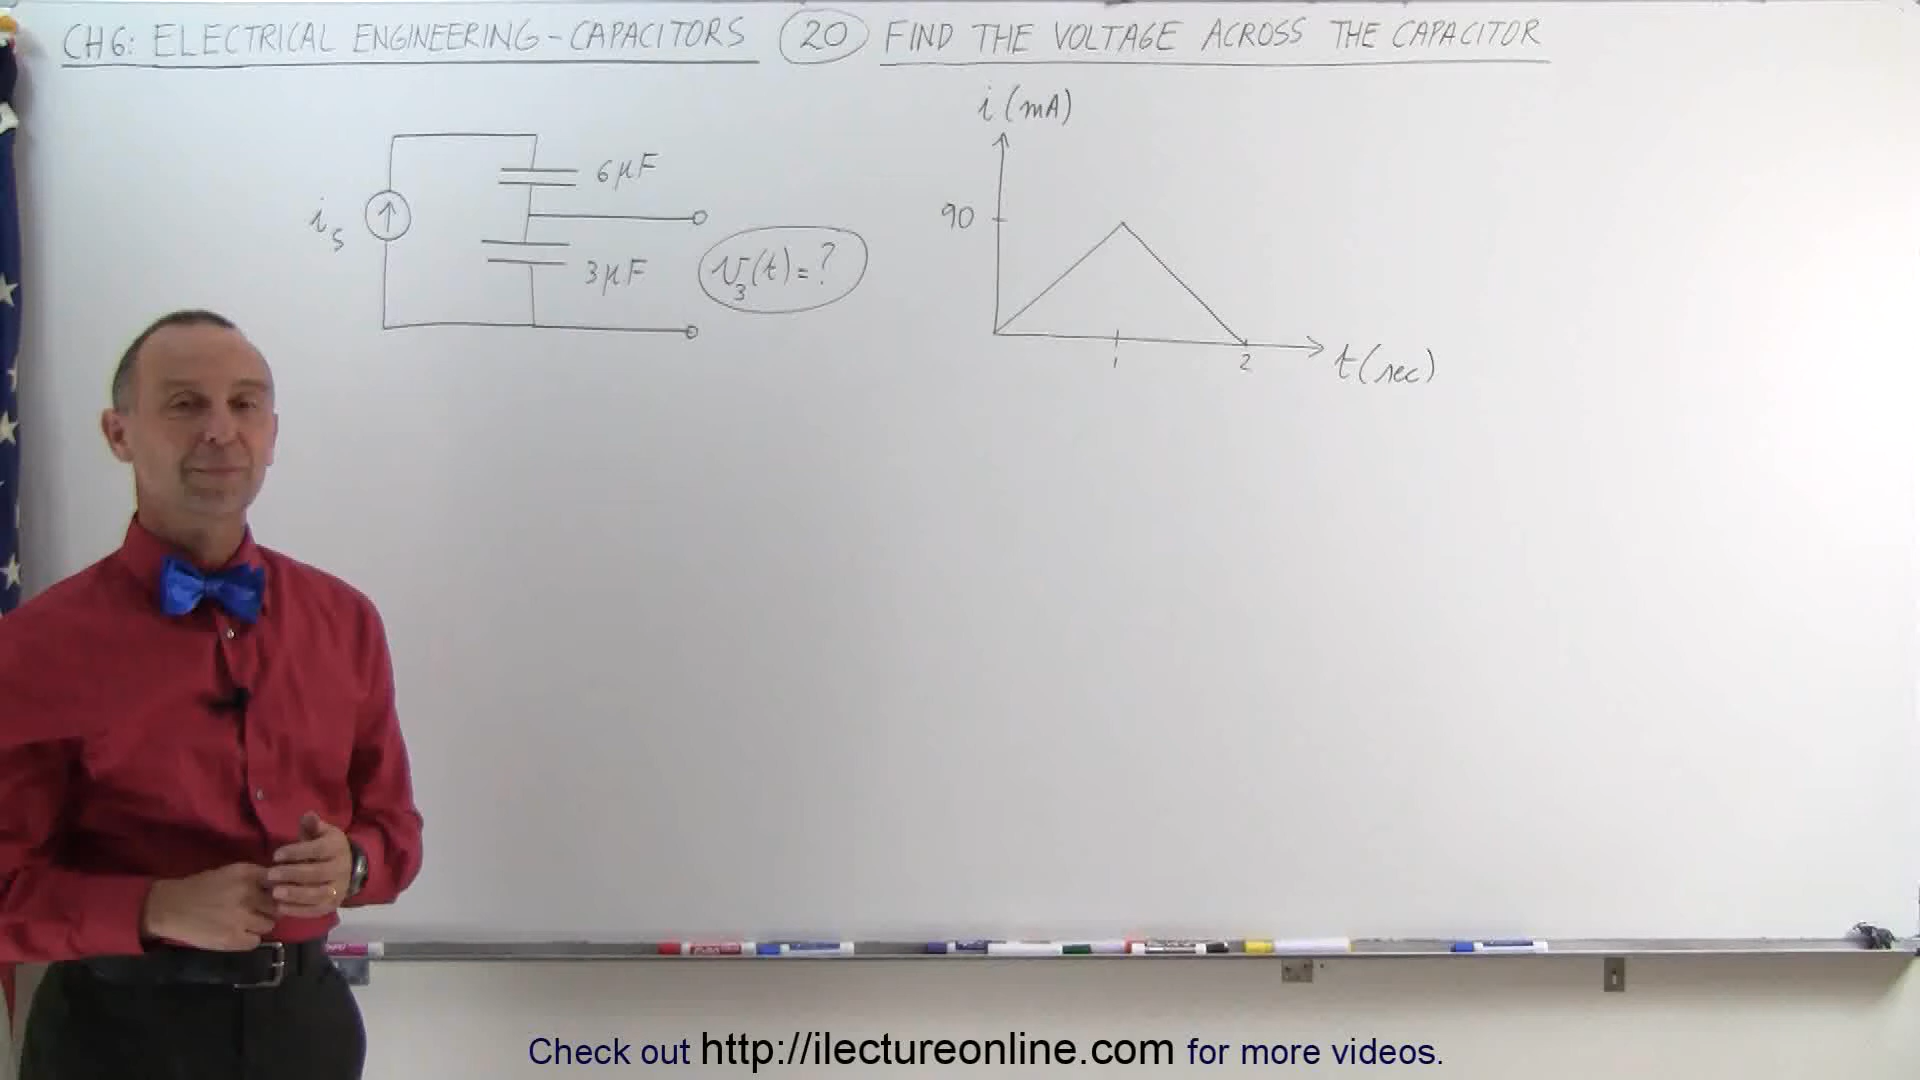 CH6: ELECTRICAL ENGINEERING - CAPACITORS 20 FIND THE VOLTAGE ACROSS THE CAPACITOR
i (mA)
6μF
90
i_s
v_3(t) = ?
3μF
1 2 t (sec)
Check out http://ilectureonline.com for more videos.